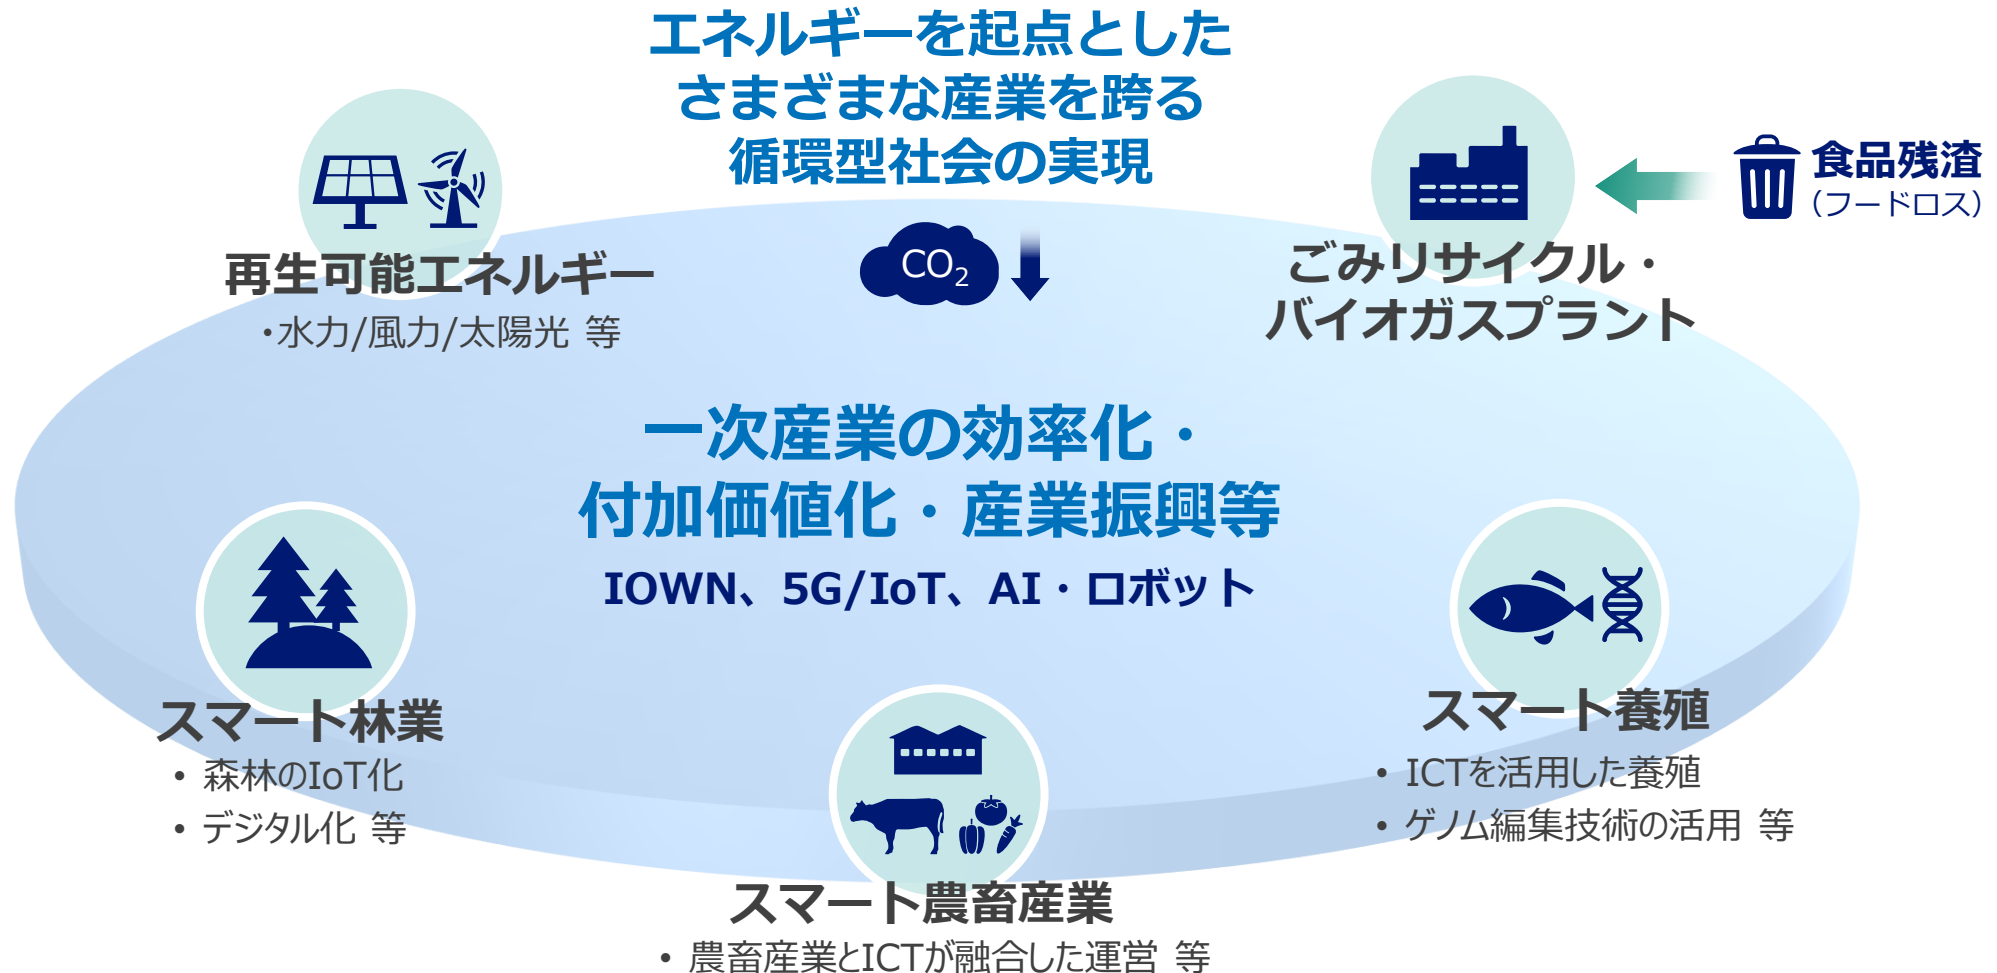 エネルギーを起点とした
さまざまな産業を跨る
循環型社会の実現
再生可能エネルギー
・水力/風力/太陽光 等
CO₂
ごみリサイクル・
バイオガスプラント
食品残渣
（フードロス）
一次産業の効率化・
付加価値化・産業振興等
IOWN、5G/IoT、AI・ロボット
スマート林業
• 森林のIoT化
• デジタル化 等
スマート農畜産業
• 農畜産業とICTが融合した運営 等
スマート養殖
• ICTを活用した養殖
• ゲノム編集技術の活用 等